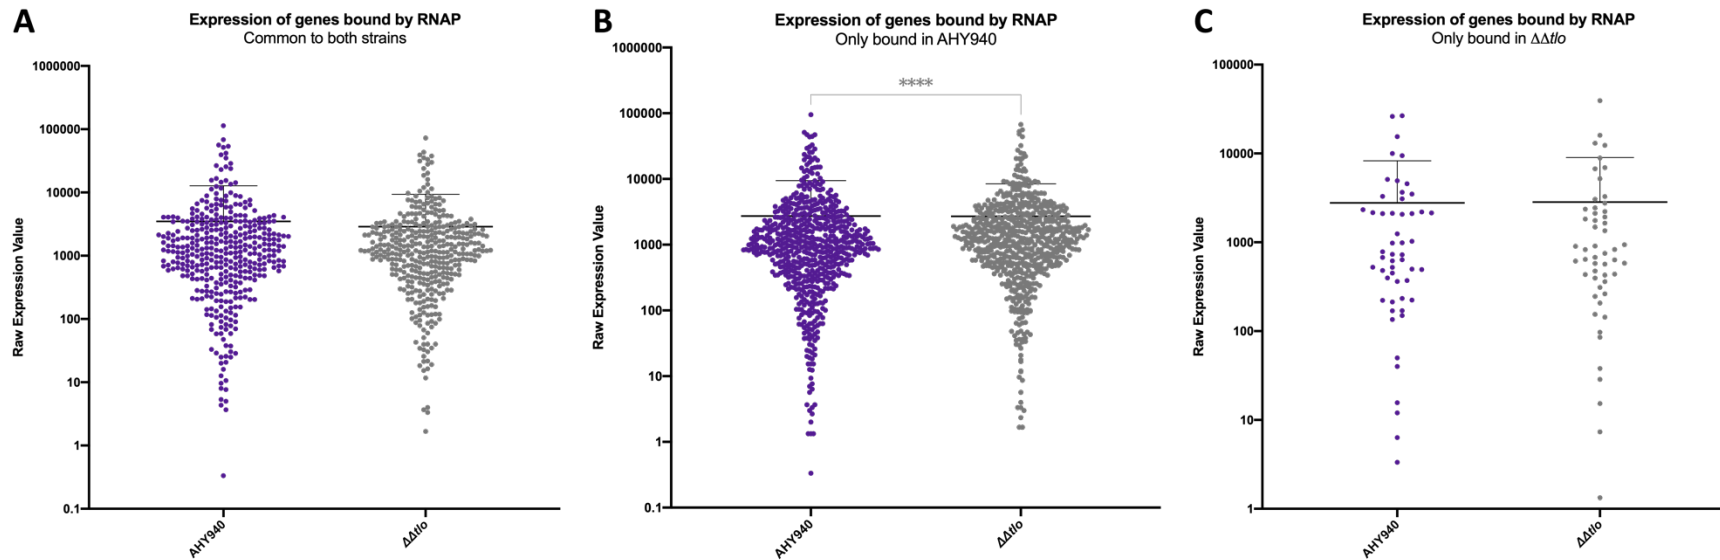 A
Expression of genes bound by RNAP
Common to both strains
Raw Expression Value
1000000
100000
10000
1000
100
10
1
0.1
AHY940
ΔΔtlo
B
Expression of genes bound by RNAP
Only bound in AHY940
Raw Expression Value
1000000
100000
10000
1000
100
10
1
0.1
****
AHY940
ΔΔtlo
C
Expression of genes bound by RNAP
Only bound in ΔΔtlo
Raw Expression Value
100000
10000
1000
100
10
1
AHY940
ΔΔtlo